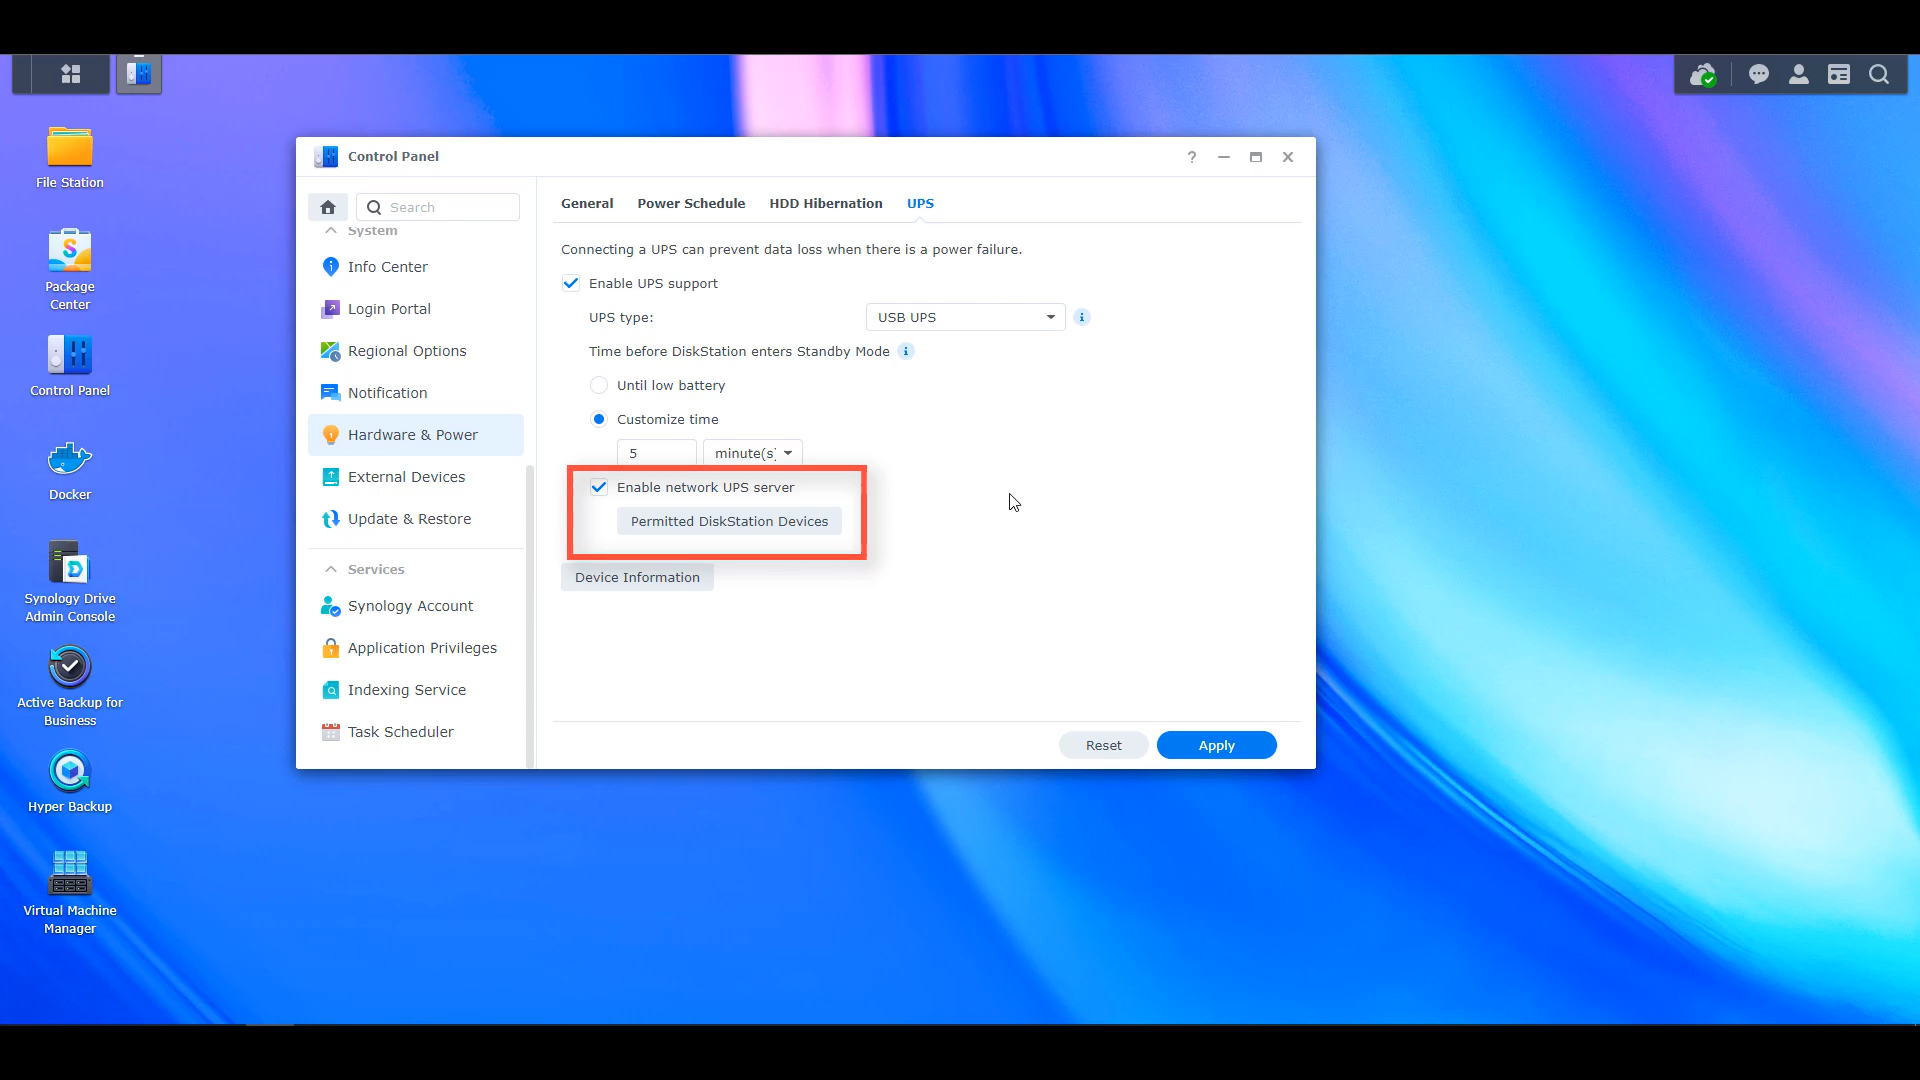 File Station
Package
Center
Control Panel
Docker
Synology Drive
Admin Console
Active Backup for
Business
Hyper Backup
Virtual Machine
Manager
Control Panel
?
Search
System
Info Center
Login Portal
Regional Options
Notification
Hardware & Power
External Devices
Update & Restore
Services
Synology Account
Application Privileges
Indexing Service
Task Scheduler
General Power Schedule HDD Hibernation UPS
Connecting a UPS can prevent data loss when there is a power failure.
Enable UPS support
UPS type: USB UPS
Time before DiskStation enters Standby Mode
Until low battery
Customize time
5 minute(s)
Enable network UPS server
Permitted DiskStation Devices
Device Information
Reset Apply